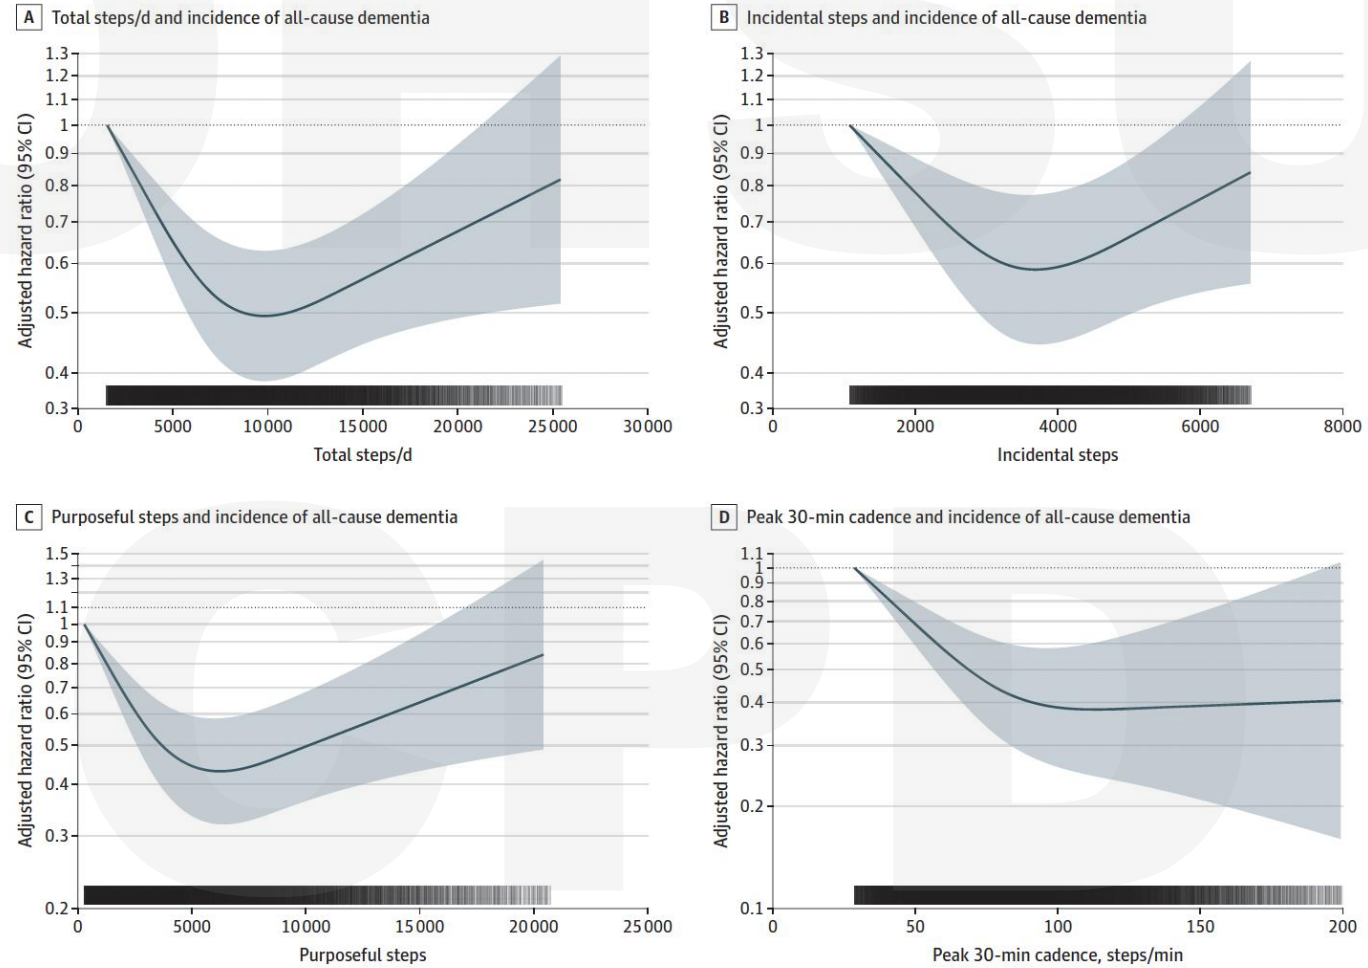 A Total steps/d and incidence of all-cause dementia
Adjusted hazard ratio (95% CI)
1.3
1.2
1.1
1
0.9
0.8
0.7
0.6
0.5
0.4
0.3
0 5000 10000 15000 20000 25000 30000
Total steps/d
B Incidental steps and incidence of all-cause dementia
Adjusted hazard ratio (95% CI)
1.3
1.2
1.1
1
0.9
0.8
0.7
0.6
0.5
0.4
0.3
0 2000 4000 6000 8000
Incidental steps
C Purposeful steps and incidence of all-cause dementia
Adjusted hazard ratio (95% CI)
1.5
1.3
1.1
1
0.9
0.8
0.7
0.6
0.5
0.4
0.3
0.2
0 5000 10000 15000 20000 25000
Purposeful steps
D Peak 30-min cadence and incidence of all-cause dementia
Adjusted hazard ratio (95% CI)
1.1
1
0.9
0.8
0.7
0.6
0.5
0.4
0.3
0.2
0.1
0 50 100 150 200
Peak 30-min cadence, steps/min